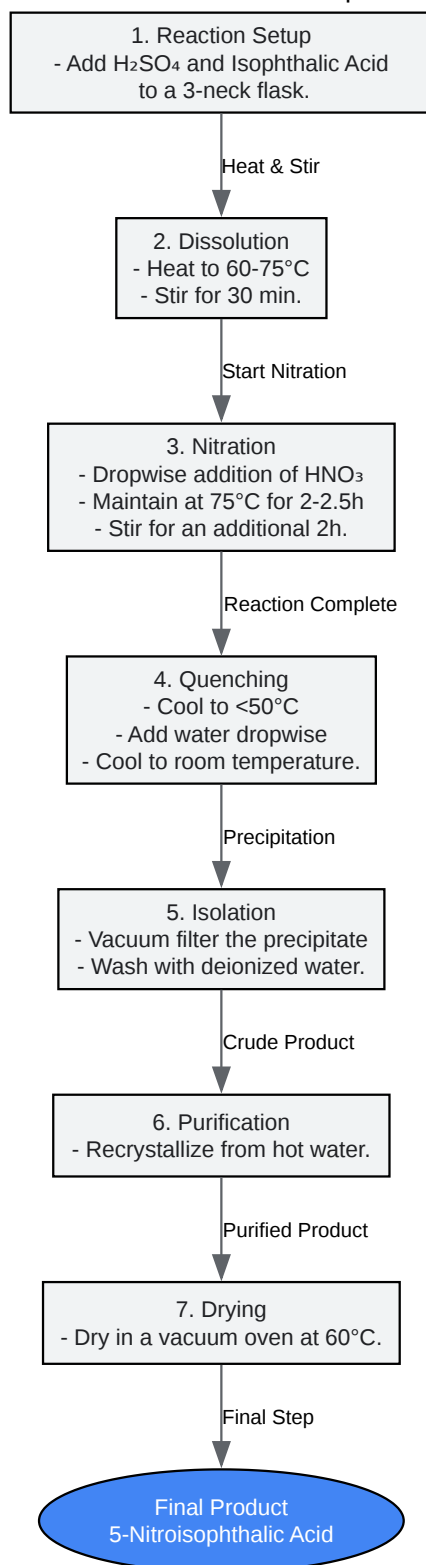 1. Reaction Setup
- Add H₂SO₄ and Isophthalic Acid
to a 3-neck flask.
Heat & Stir
2. Dissolution
- Heat to 60-75°C
- Stir for 30 min.
Start Nitration
3. Nitration
- Dropwise addition of HNO₃
- Maintain at 75°C for 2-2.5h
- Stir for an additional 2h.
Reaction Complete
4. Quenching
- Cool to <50°C
- Add water dropwise
- Cool to room temperature.
Precipitation
5. Isolation
- Vacuum filter the precipitate
- Wash with deionized water.
Crude Product
6. Purification
- Recrystallize from hot water.
Purified Product
7. Drying
- Dry in a vacuum oven at 60°C.
Final Step
Final Product
5-Nitroisophthalic Acid